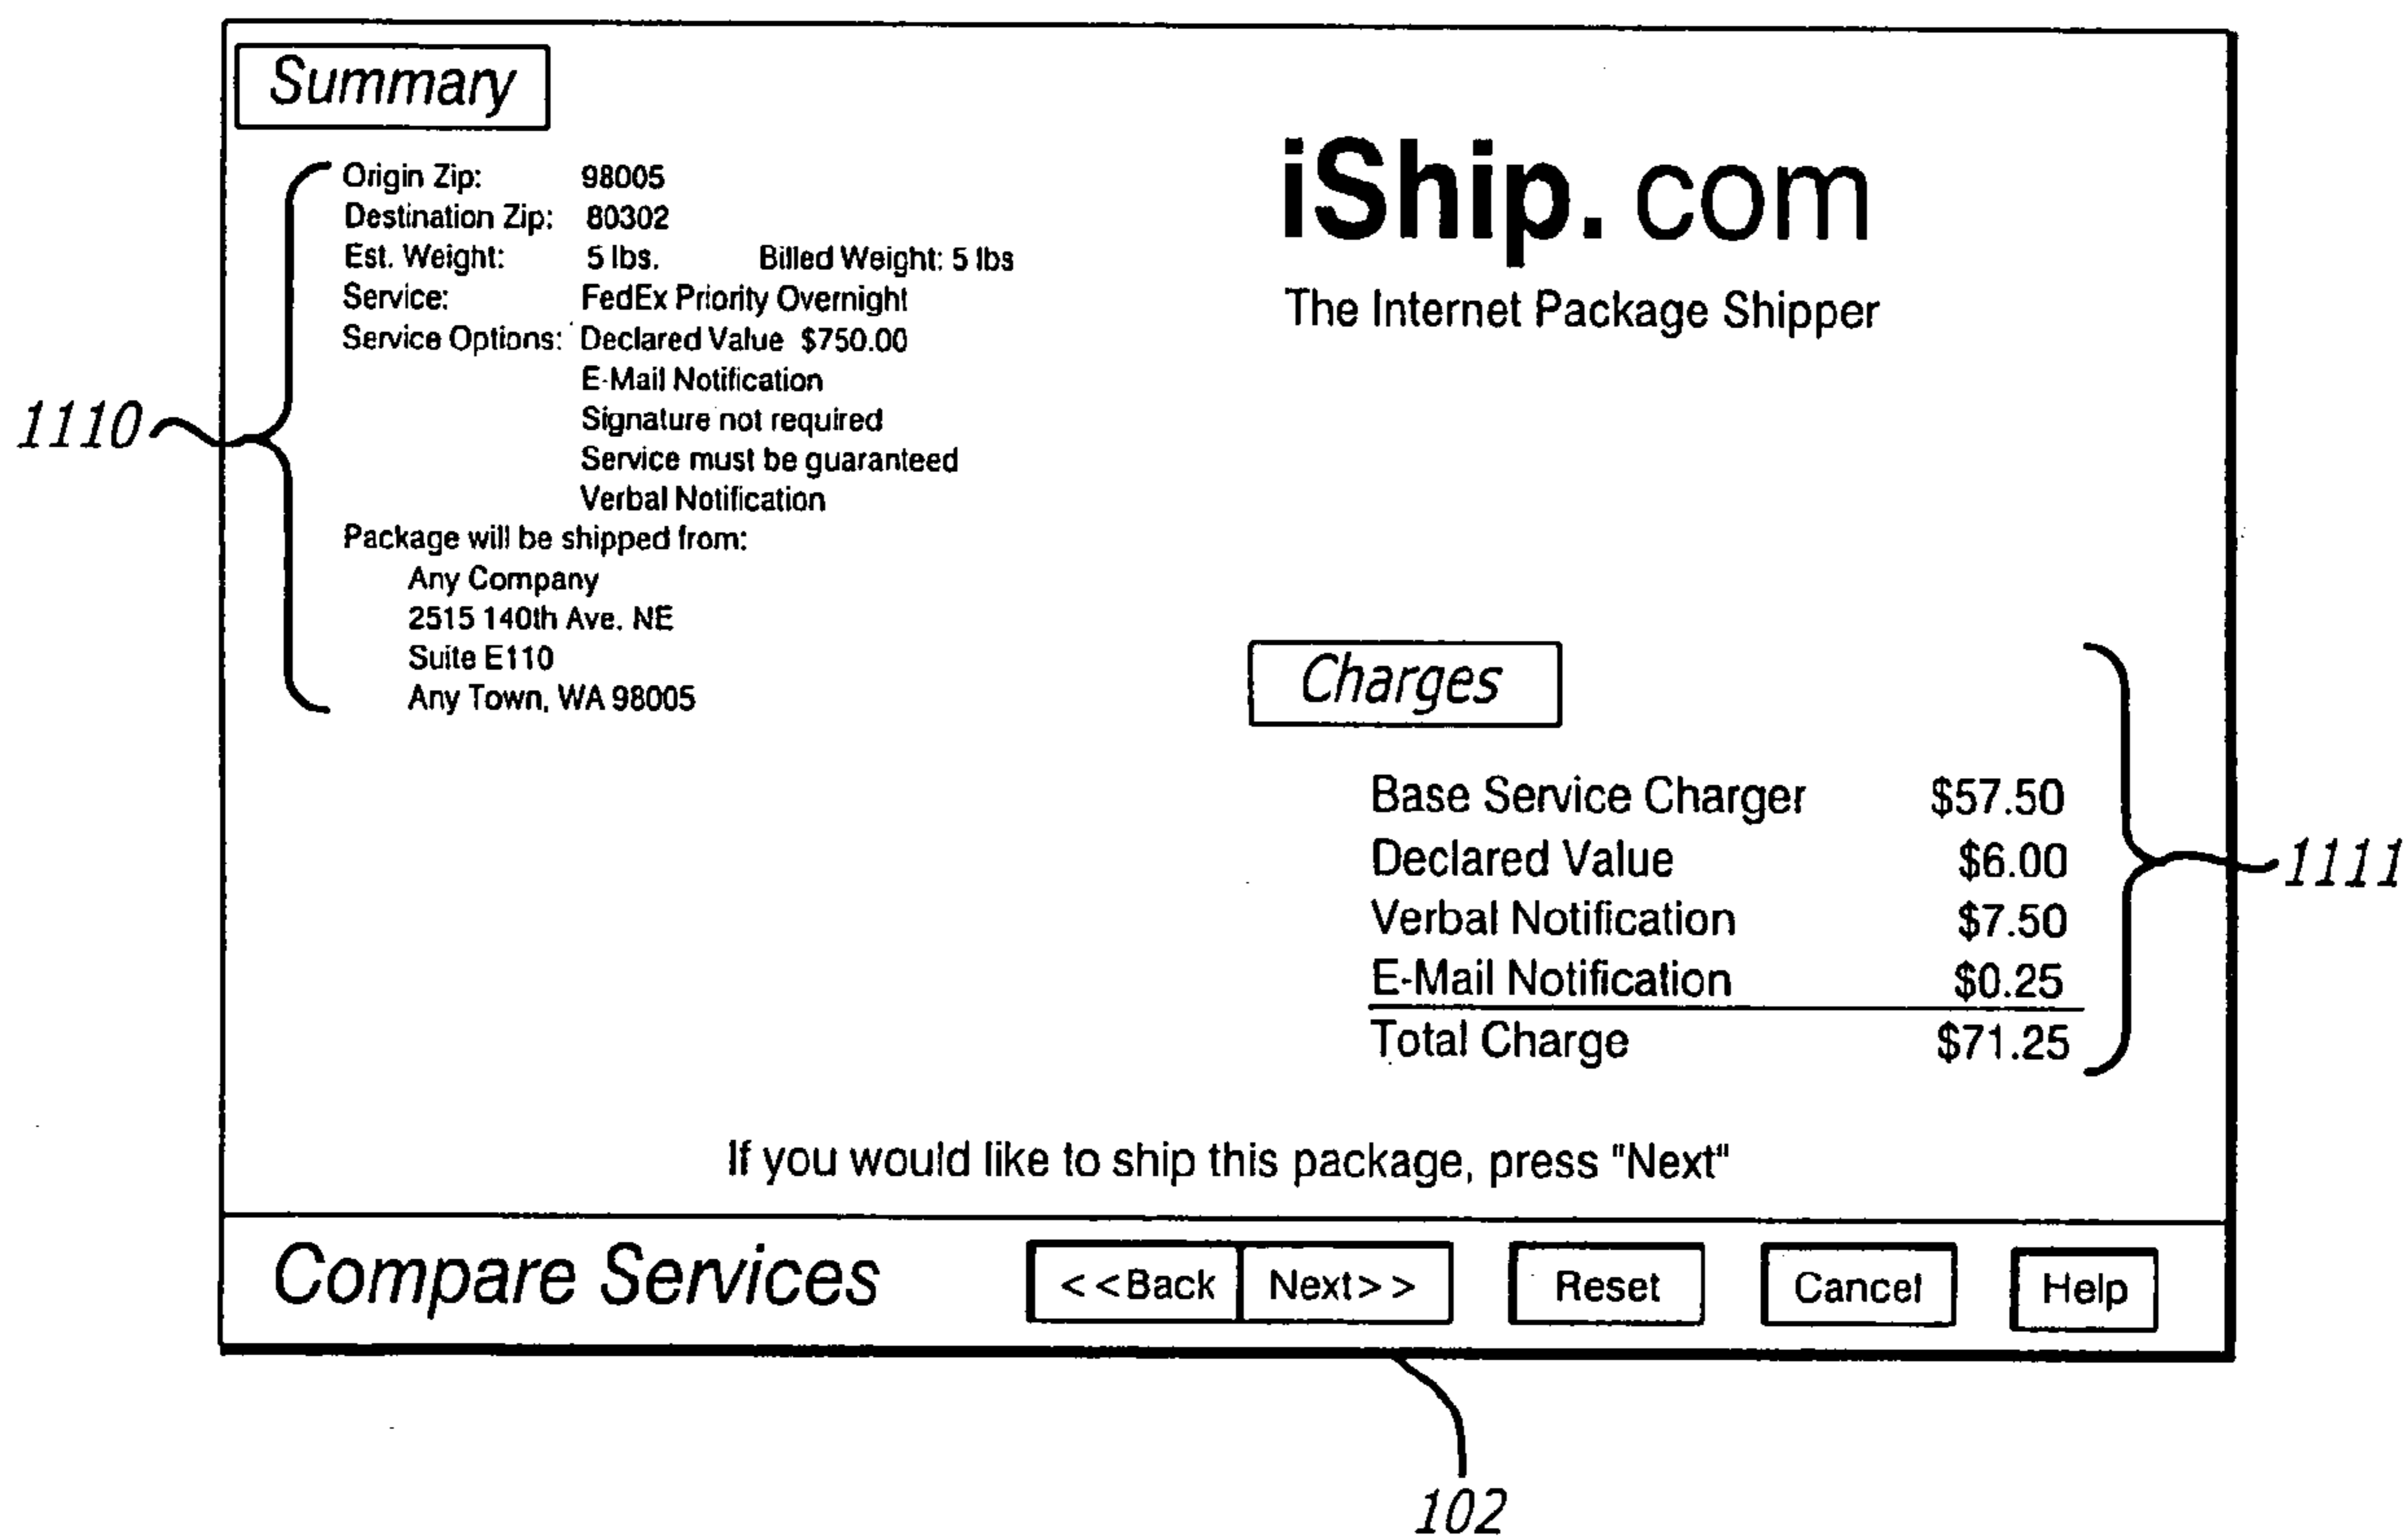 Summary
Origin Zip: 98005
Destination Zip: 80302
Est. Weight: 5 lbs. Billed Weight: 5 lbs
Service: FedEx Priority Overnight
Service Options: Declared Value $750.00
E-Mail Notification
Signature not required
Service must be guaranteed
Verbal Notification
Package will be shipped from:
Any Company
2515 140th Ave. NE
Suite E110
Any Town, WA 98005
1110
iShip. com
The Internet Package Shipper
Charges
Base Service Charger $57.50
Declared Value $6.00
Verbal Notification $7.50
E-Mail Notification $0.25
Total Charge $71.25
1111
If you would like to ship this package, press "Next"
Compare Services <<Back Next>> Reset Cancel Help
102